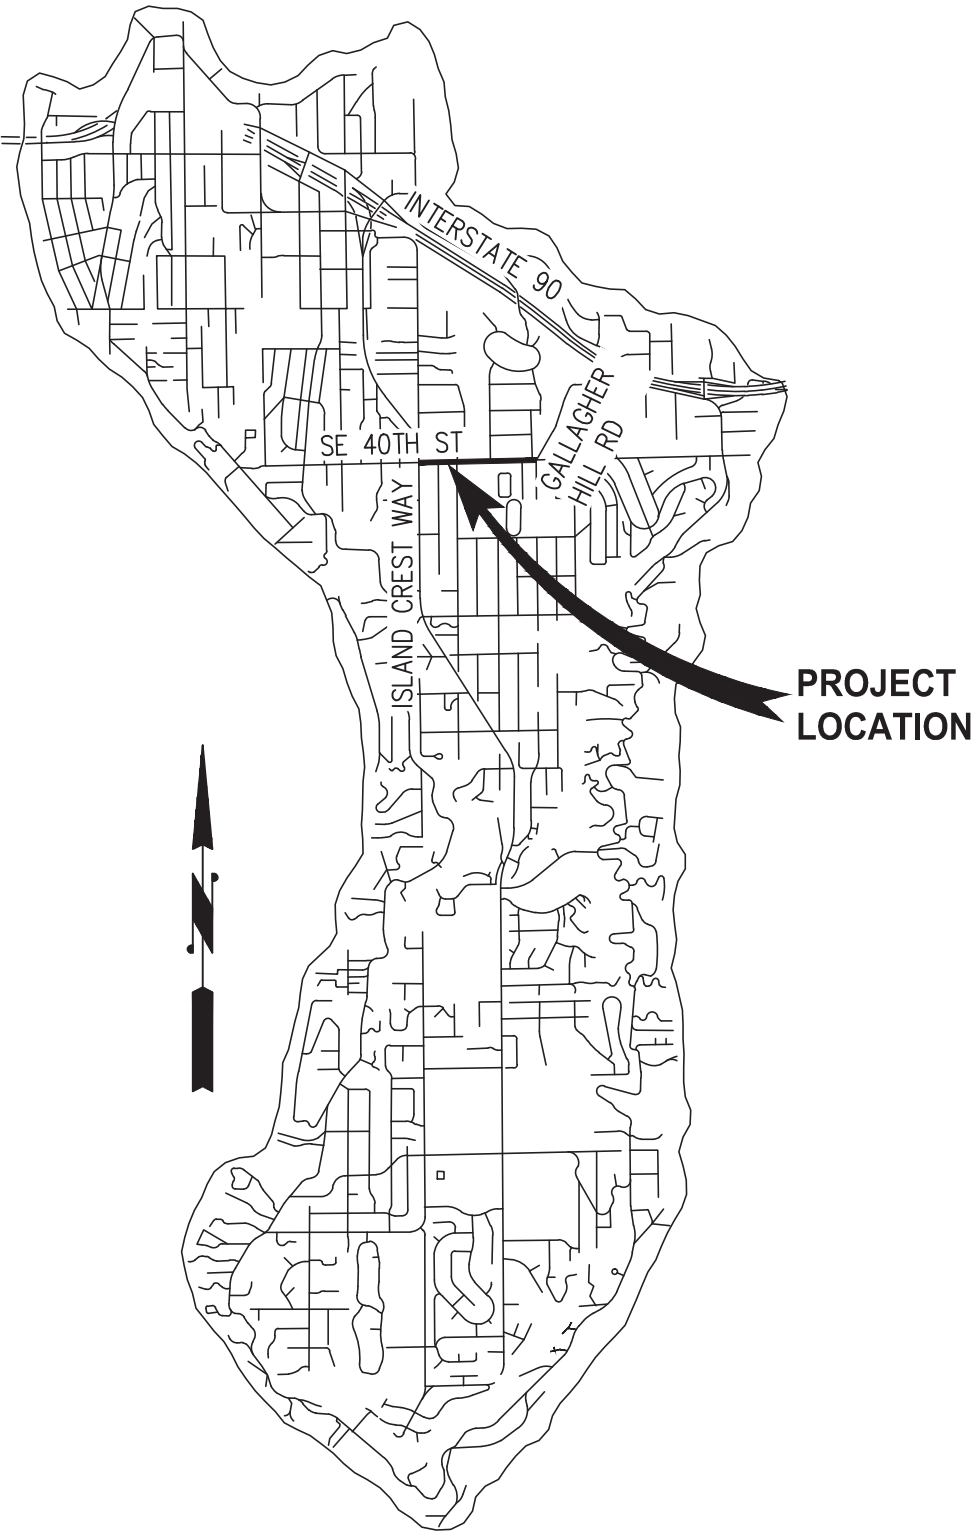 INTERSTATE 90
GALLAGHER
HILL RD
SE 40TH ST
ISLAND CREST WAY
PROJECT
LOCATION
N